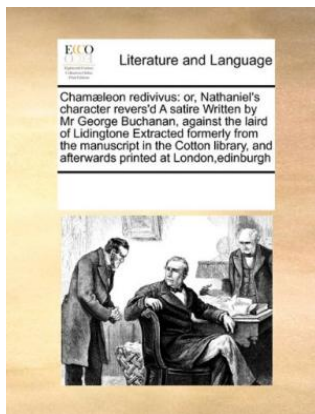 ECCO
Literature and Language
Chamæleon redivivus: or, Nathaniel's
character revers'd A satire Written by
Mr George Buchanan, against the laird
of Lidingtone Extracted formerly from
the manuscript in the Cotton library, and
afterwards printed at London,edinburgh